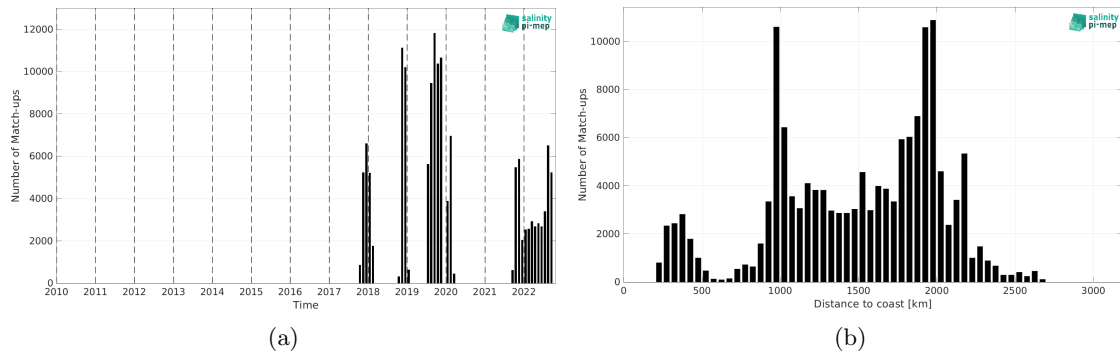 salinity
pi-mep
12000
10000
8000
6000
4000
2000
0
Number of Match-ups
2010 2011 2012 2013 2014 2015 2016 2017 2018 2019 2020 2021 2022
Time
(a)
salinity
pi-mep
10000
8000
6000
4000
2000
0
Number of Match-ups
0 500 1000 1500 2000 2500 3000
Distance to coast [km]
(b)